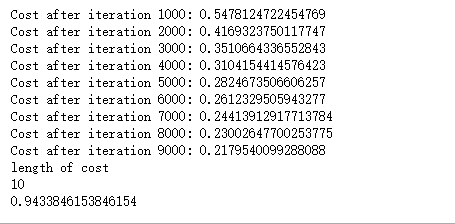 Cost after iteration 1000: 0.5478124722454769
Cost after iteration 2000: 0.4169323750117747
Cost after iteration 3000: 0.3510664336552843
Cost after iteration 4000: 0.3104154414576423
Cost after iteration 5000: 0.2824673506606257
Cost after iteration 6000: 0.2612329505943277
Cost after iteration 7000: 0.24413912917713784
Cost after iteration 8000: 0.23002647700253775
Cost after iteration 9000: 0.2179540099288088
length of cost
10
0.9433846153846154